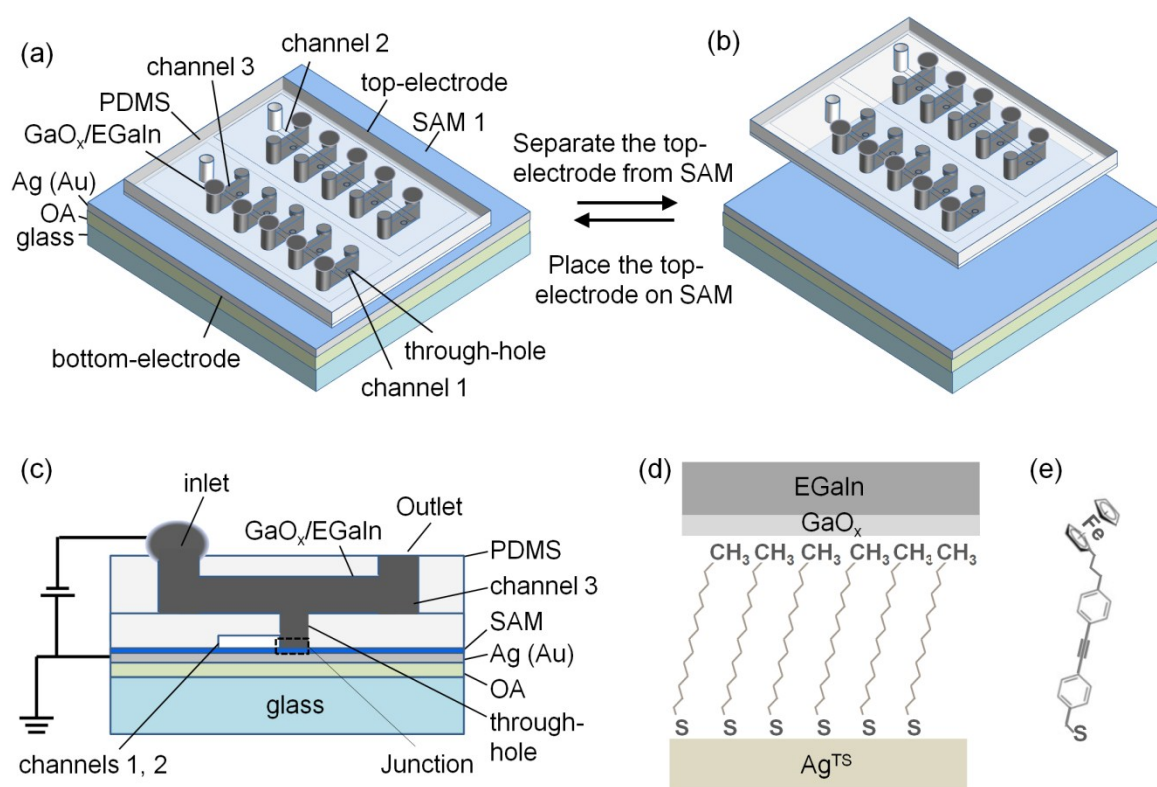 (a)
channel 2
channel 3
top-electrode
PDMS
SAM 1
GaOₓ/EGaIn
Ag (Au)
OA
glass
bottom-electrode
through-hole
channel 1
Separate the top-
electrode from SAM
Place the top-
electrode on SAM
(b)
(c)
inlet
Outlet
GaOₓ/EGaIn
PDMS
channel 3
SAM
Ag (Au)
OA
glass
through-
hole
channels 1, 2
Junction
(d)
EGaIn
GaOₓ
CH₃ CH₃ CH₃ CH₃ CH₃ CH₃
S S S S S S
Agᵀˢ
(e)
Fe
S